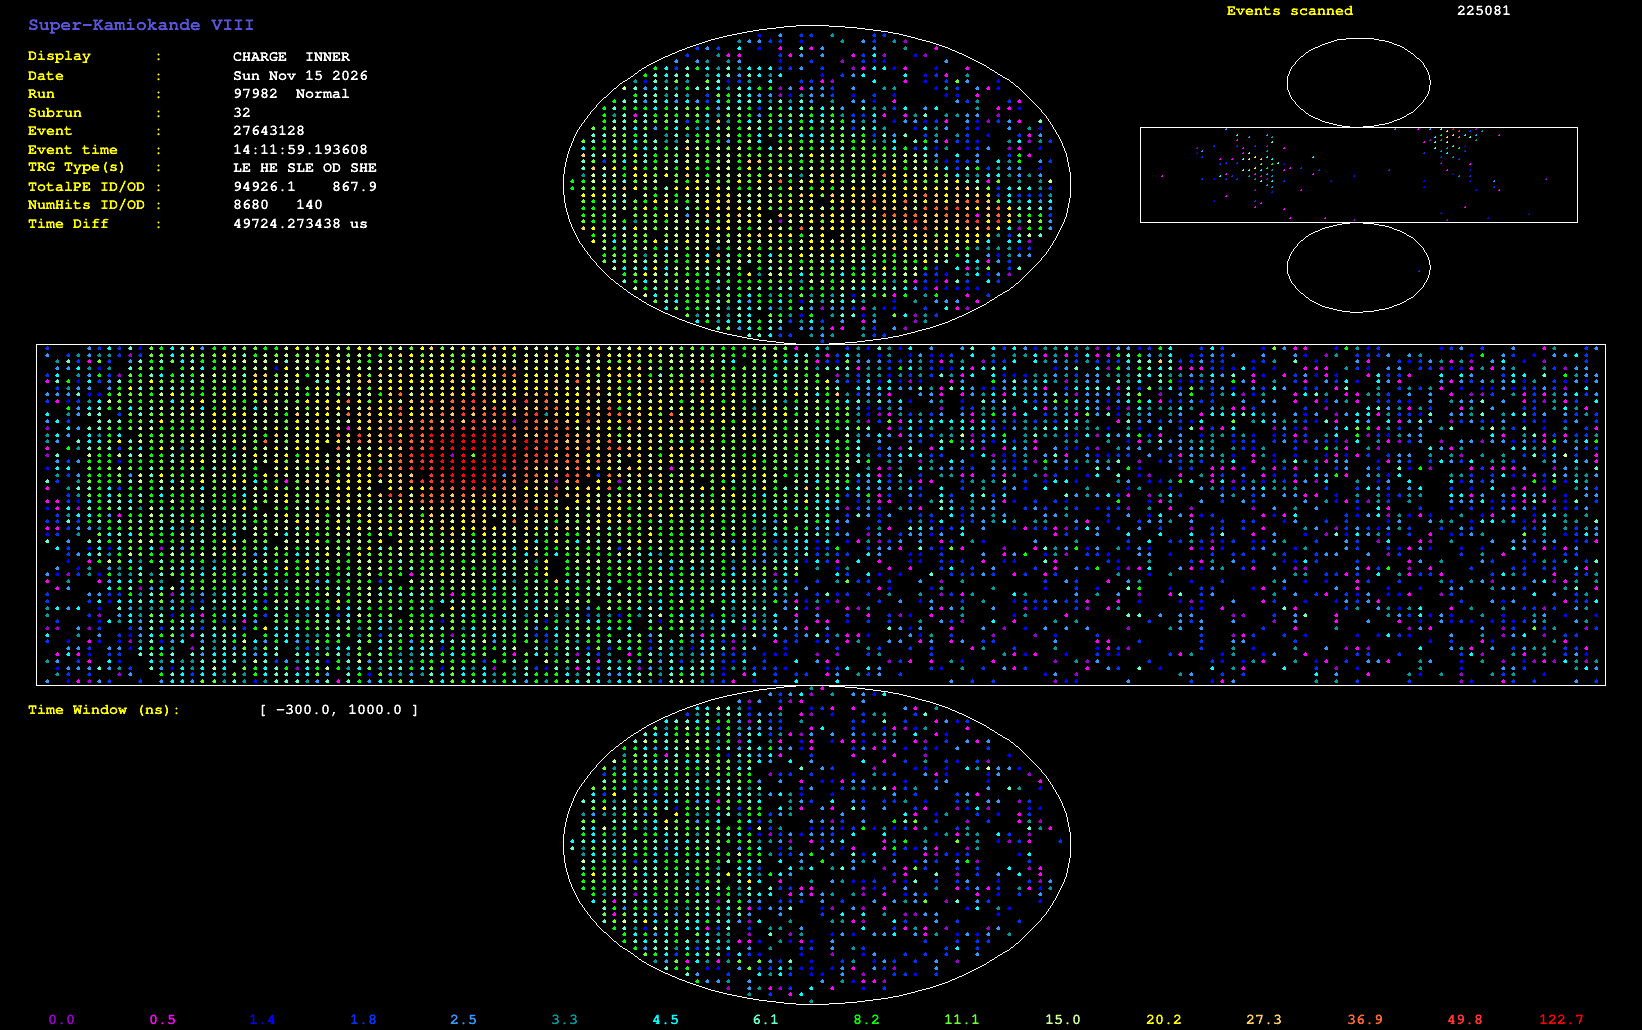 Super-Kamiokande VIII
Events scanned 225081
Display : CHARGE INNER
Date : Sun Nov 15 2026
Run : 97982 Normal
Subrun : 32
Event : 27643128
Event time : 14:11:59.193608
TRG Type(s) : LE HE SLE OD SHE
TotalPE ID/OD : 94926.1 867.9
NumHits ID/OD : 8680 140
Time Diff : 49724.273438 us
Time Window (ns): [ -300.0, 1000.0 ]
0.0 0.5 1.4 1.8 2.5 3.3 4.5 6.1 8.2 11.1 15.0 20.2 27.3 36.9 49.8 122.7